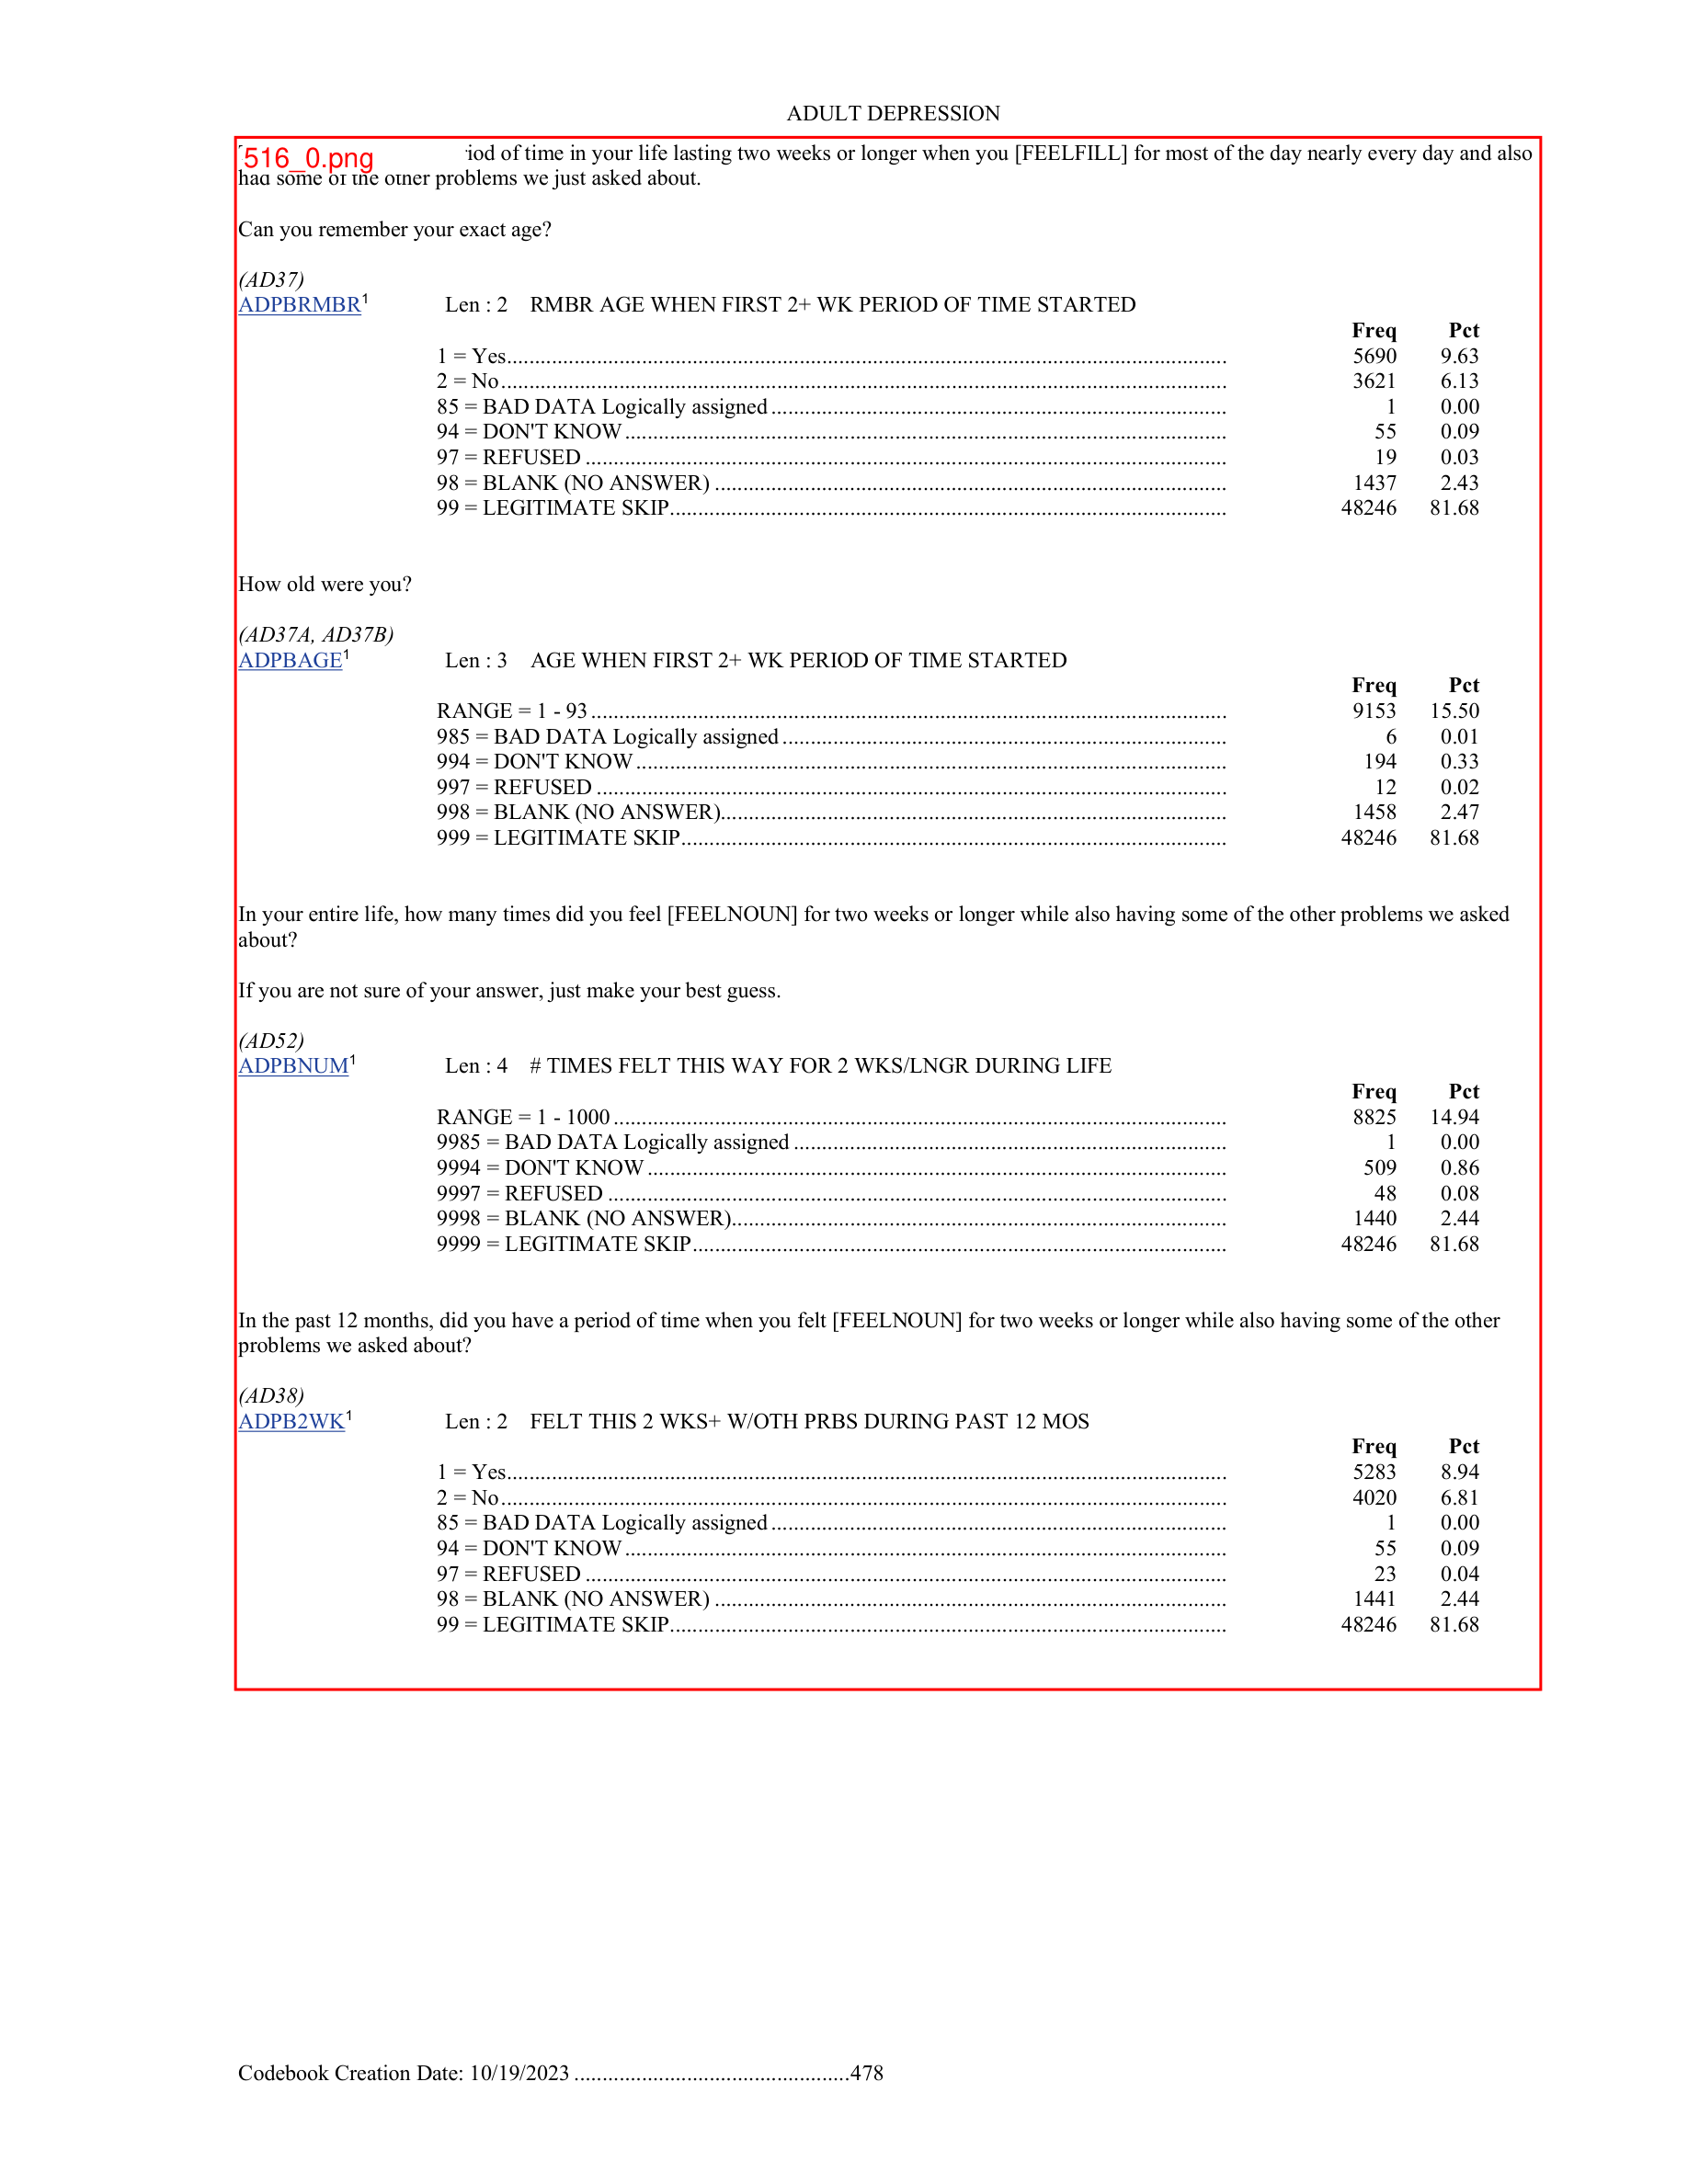 ADULT DEPRESSION
516_0.png iod of time in your life lasting two weeks or longer when you [FEELFILL] for most of the day nearly every day and also
had some of the other problems we just asked about.
Can you remember your exact age?
(AD37)
ADPBRMBR¹ Len : 2 RMBR AGE WHEN FIRST 2+ WK PERIOD OF TIME STARTED
Freq Pct
1 = Yes 5690 9.63
2 = No 3621 6.13
85 = BAD DATA Logically assigned 1 0.00
94 = DON'T KNOW 55 0.09
97 = REFUSED 19 0.03
98 = BLANK (NO ANSWER) 1437 2.43
99 = LEGITIMATE SKIP 48246 81.68
How old were you?
(AD37A, AD37B)
ADPBAGE¹ Len : 3 AGE WHEN FIRST 2+ WK PERIOD OF TIME STARTED
Freq Pct
RANGE = 1 - 93 9153 15.50
985 = BAD DATA Logically assigned 6 0.01
994 = DON'T KNOW 194 0.33
997 = REFUSED 12 0.02
998 = BLANK (NO ANSWER) 1458 2.47
999 = LEGITIMATE SKIP 48246 81.68
In your entire life, how many times did you feel [FEELNOUN] for two weeks or longer while also having some of the other problems we asked
about?
If you are not sure of your answer, just make your best guess.
(AD52)
ADPBNUM¹ Len : 4 # TIMES FELT THIS WAY FOR 2 WKS/LNGR DURING LIFE
Freq Pct
RANGE = 1 - 1000 8825 14.94
9985 = BAD DATA Logically assigned 1 0.00
9994 = DON'T KNOW 509 0.86
9997 = REFUSED 48 0.08
9998 = BLANK (NO ANSWER) 1440 2.44
9999 = LEGITIMATE SKIP 48246 81.68
In the past 12 months, did you have a period of time when you felt [FEELNOUN] for two weeks or longer while also having some of the other
problems we asked about?
(AD38)
ADPB2WK¹ Len : 2 FELT THIS 2 WKS+ W/OTH PRBS DURING PAST 12 MOS
Freq Pct
1 = Yes 5283 8.94
2 = No 4020 6.81
85 = BAD DATA Logically assigned 1 0.00
94 = DON'T KNOW 55 0.09
97 = REFUSED 23 0.04
98 = BLANK (NO ANSWER) 1441 2.44
99 = LEGITIMATE SKIP 48246 81.68
Codebook Creation Date: 10/19/2023 478